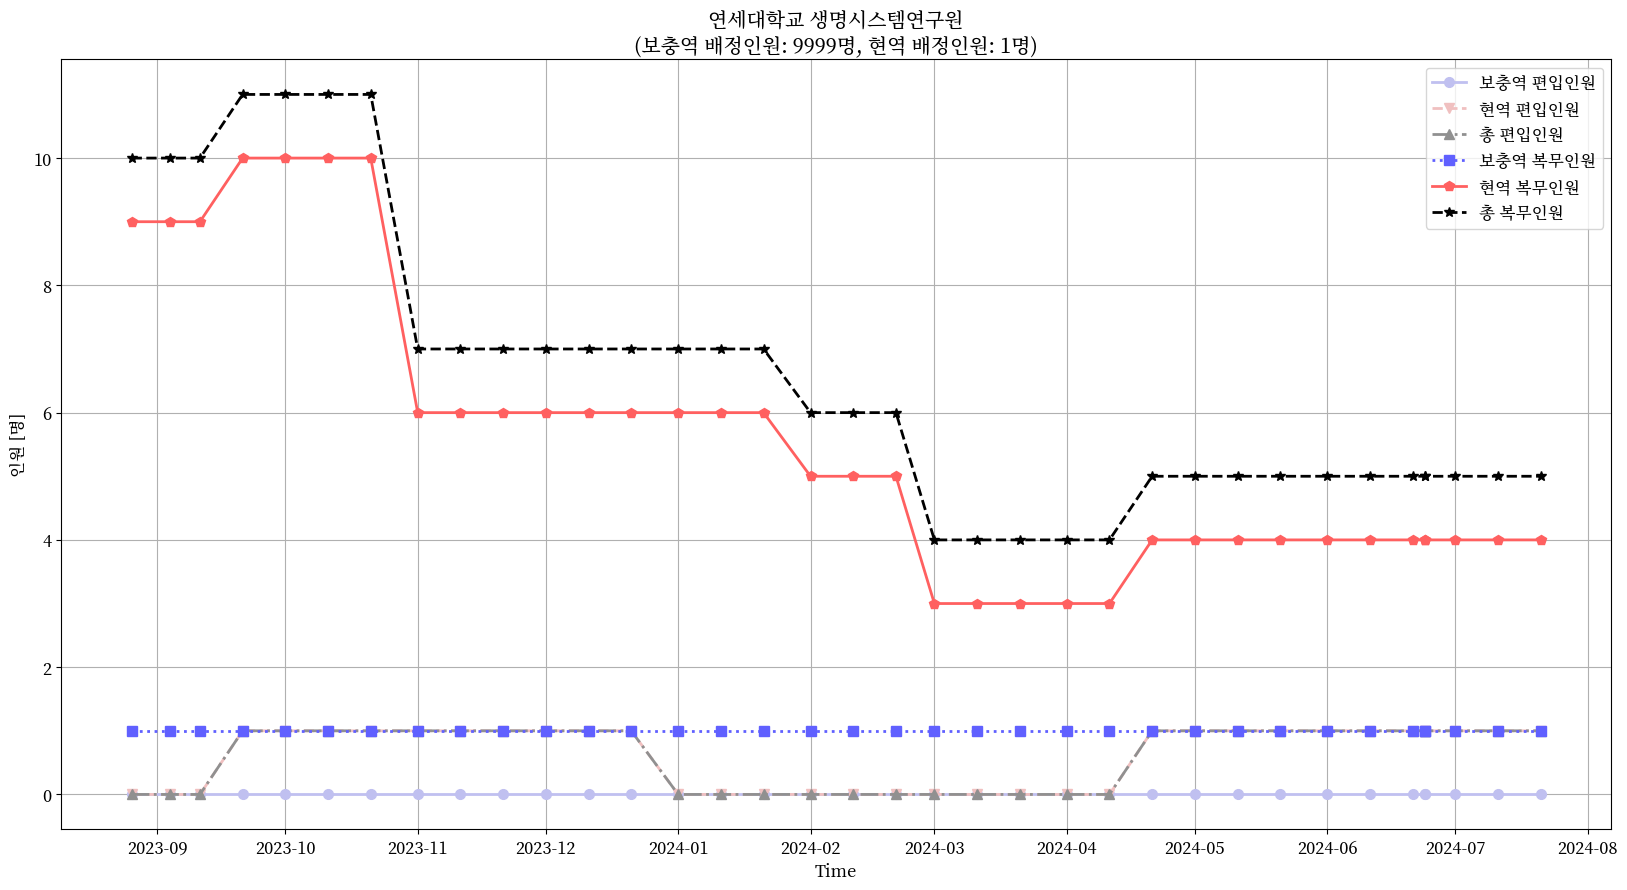 연세대학교 생명시스템연구원
(보충역 배정인원: 9999명, 현역 배정인원: 1명)
보충역 편입인원
현역 편입인원
총 편입인원
보충역 복무인원
현역 복무인원
총 복무인원
인원 [명]
10
8
6
4
2
0
2023-09 2023-10 2023-11 2023-12 2024-01 2024-02 2024-03 2024-04 2024-05 2024-06 2024-07 2024-08
Time